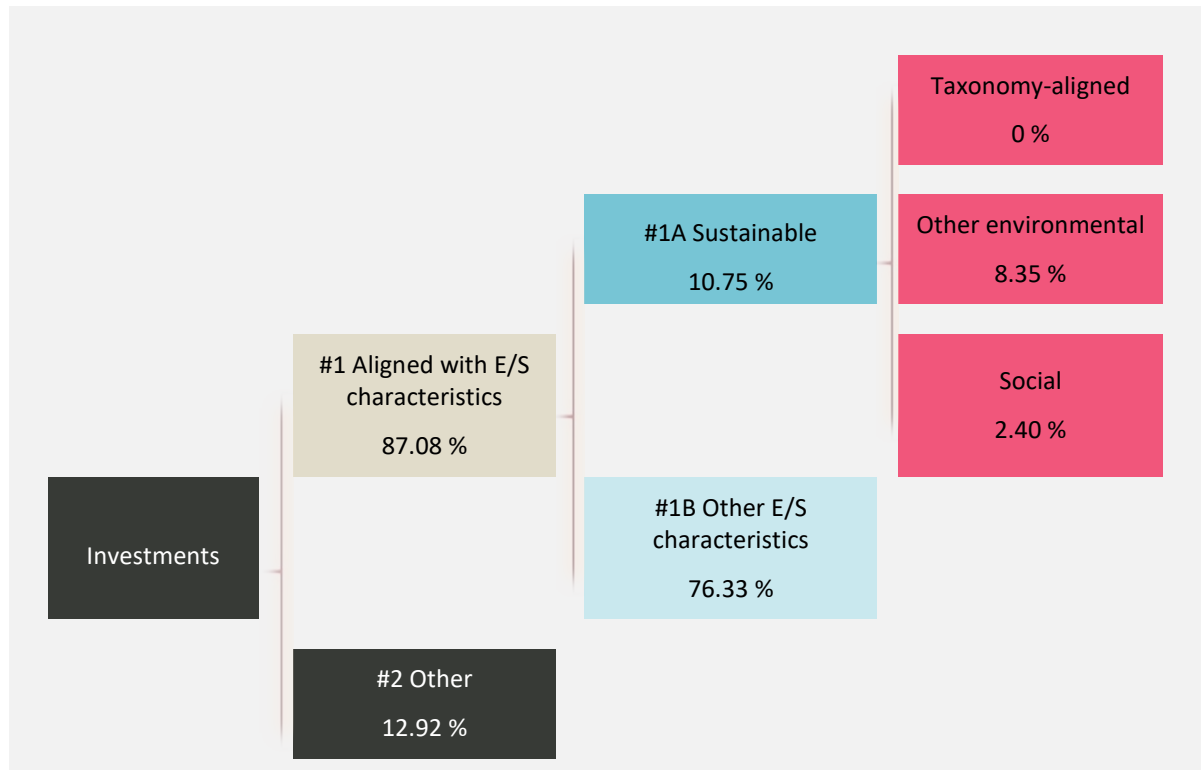 Investments
#1 Aligned with E/S
characteristics
87.08 %
#2 Other
12.92 %
#1A Sustainable
10.75 %
#1B Other E/S
characteristics
76.33 %
Taxonomy-aligned
0 %
Other environmental
8.35 %
Social
2.40 %